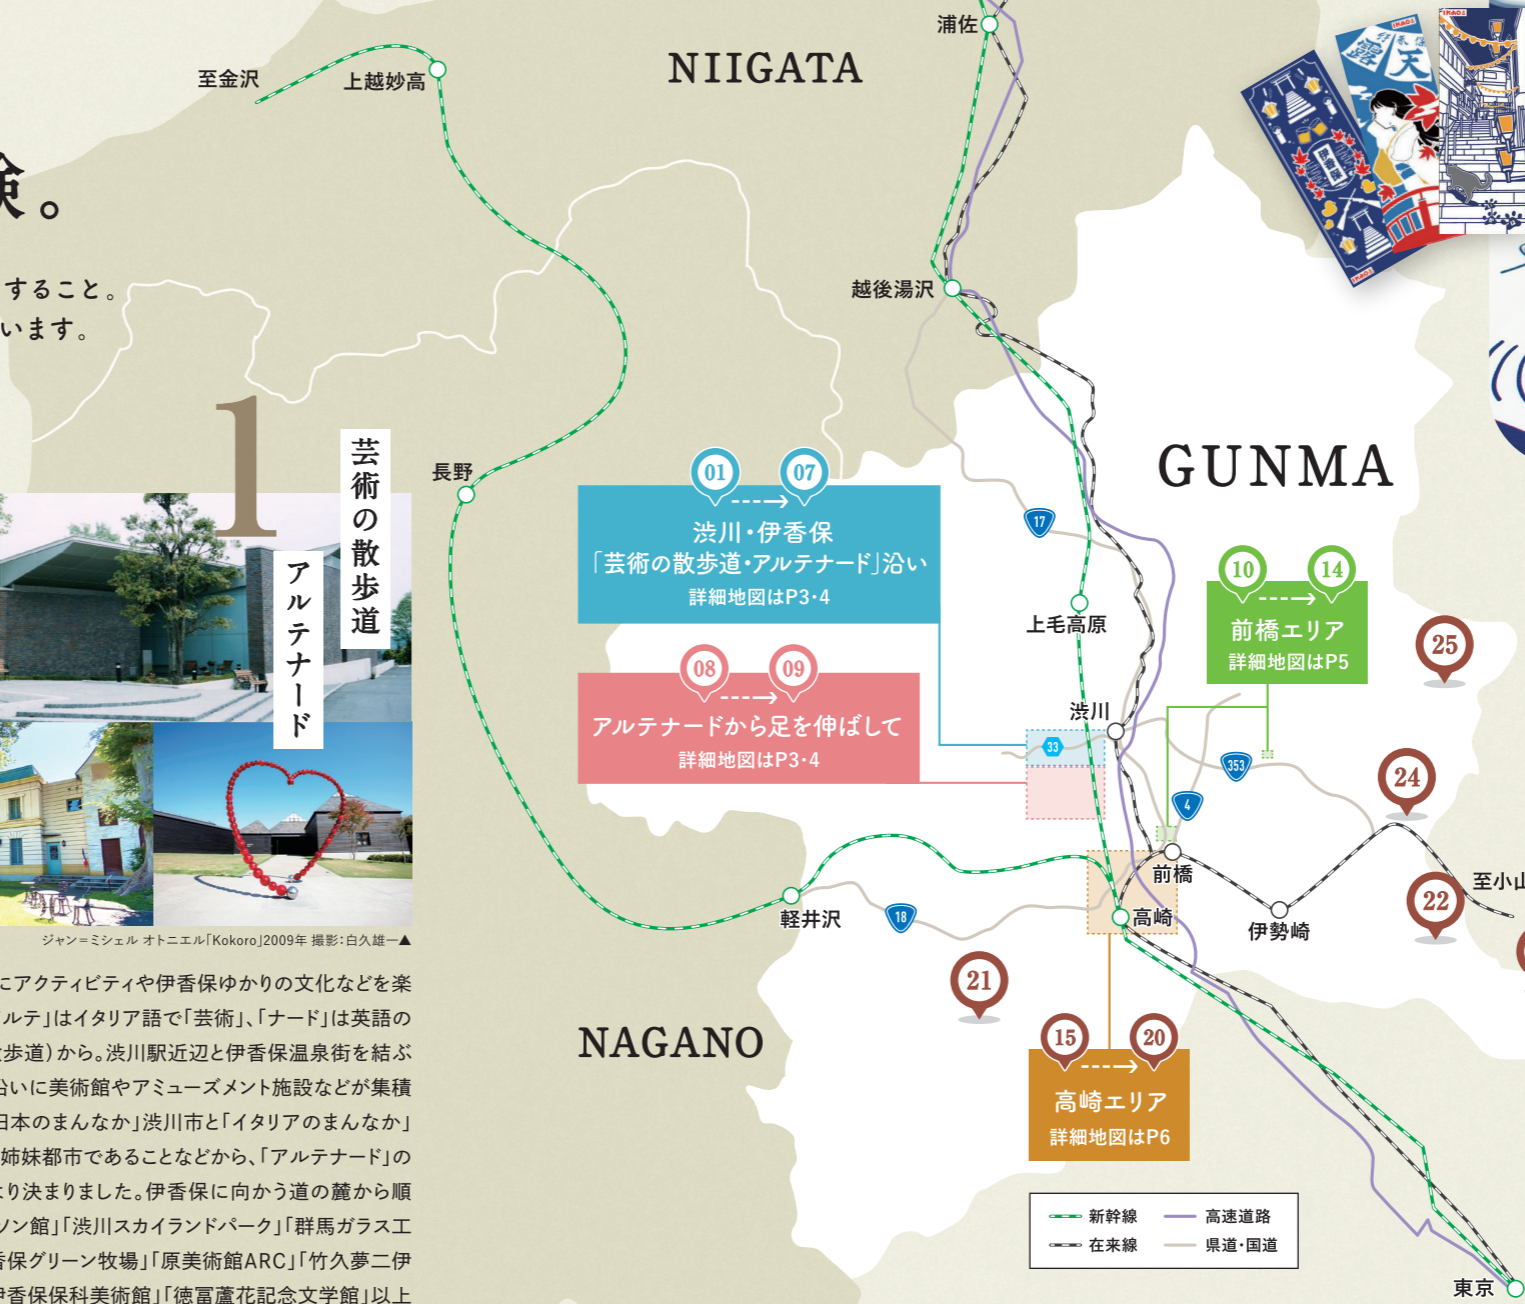 険。
すること。
います。
1
芸術の散歩道
アルテナード
ジャン=ミシェル オトニエル「Kokoro」2009年 撮影:白久雄一▲
にアクティビティや伊香保ゆかりの文化などを楽
アルテ」はイタリア語で「芸術」、「ナード」は英語の
散歩道)から。渋川駅近辺と伊香保温泉街を結ぶ
沿いに美術館やアミューズメント施設などが集積
日本のまんなか」渋川市と「イタリアのまんなか」
姉妹都市であることなどから、「アルテナード」の
より決まりました。伊香保に向かう道の麓から順
ソン館」「渋川スカイランドパーク」「群馬ガラス工
香保グリーン牧場」「原美術館ARC」「竹久夢二伊
伊香保保科美術館」「徳冨蘆花記念文学館」以上
至金沢
上越妙高
長野
軽井沢
NIIGATA
浦佐
越後湯沢
GUNMA
NAGANO
01 07
渋川・伊香保
「芸術の散歩道・アルテナード」沿い
詳細地図はP3・4
08 09
アルテナードから足を伸ばして
詳細地図はP3・4
17
上毛高原
渋川
33
10 14
前橋エリア
詳細地図はP5
25
353
4
24
前橋
高崎
伊勢崎
22
至小山
18
21
15 20
高崎エリア
詳細地図はP6
新幹線
高速道路
在来線
県道・国道
東京
伊香保
露天
IKAO